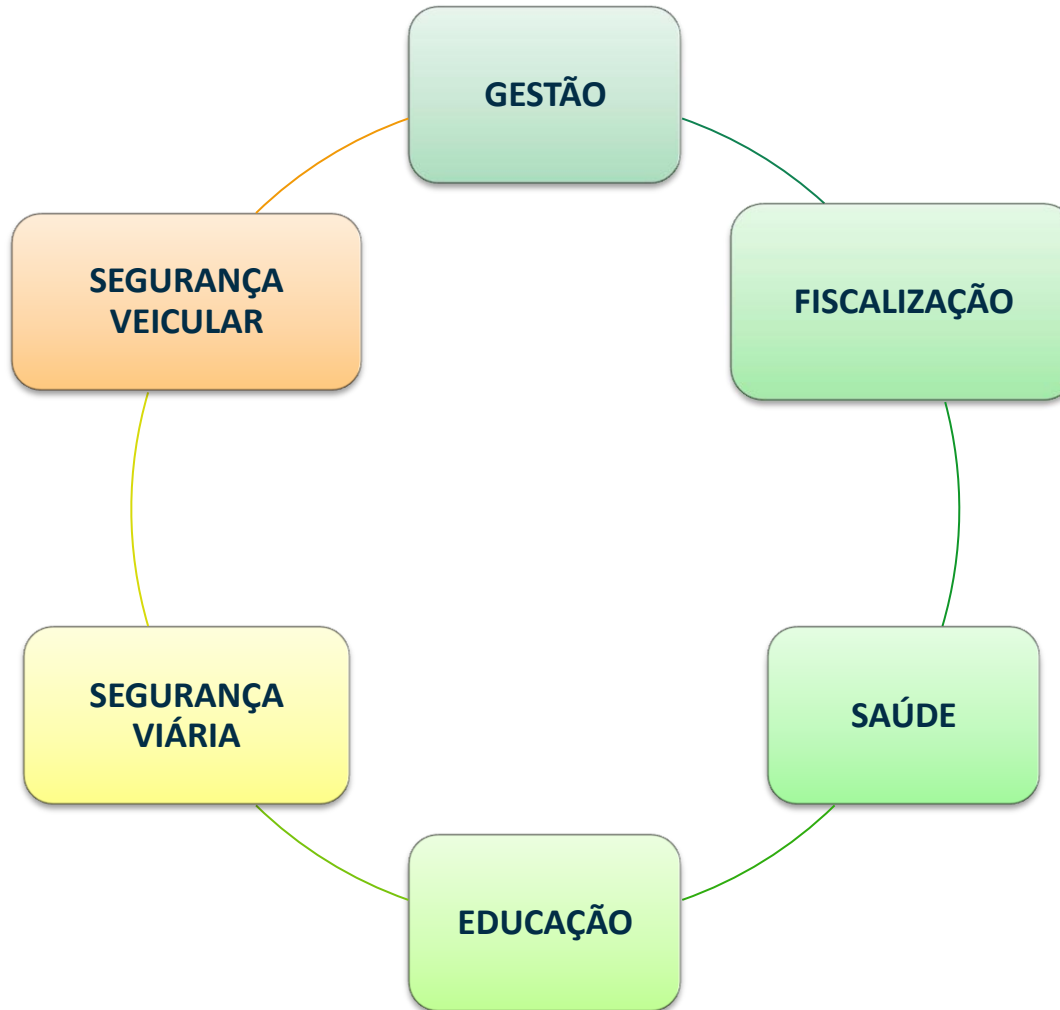 GESTÃO
FISCALIZAÇÃO
SAÚDE
EDUCAÇÃO
SEGURANÇA
VIÁRIA
SEGURANÇA
VEICULAR